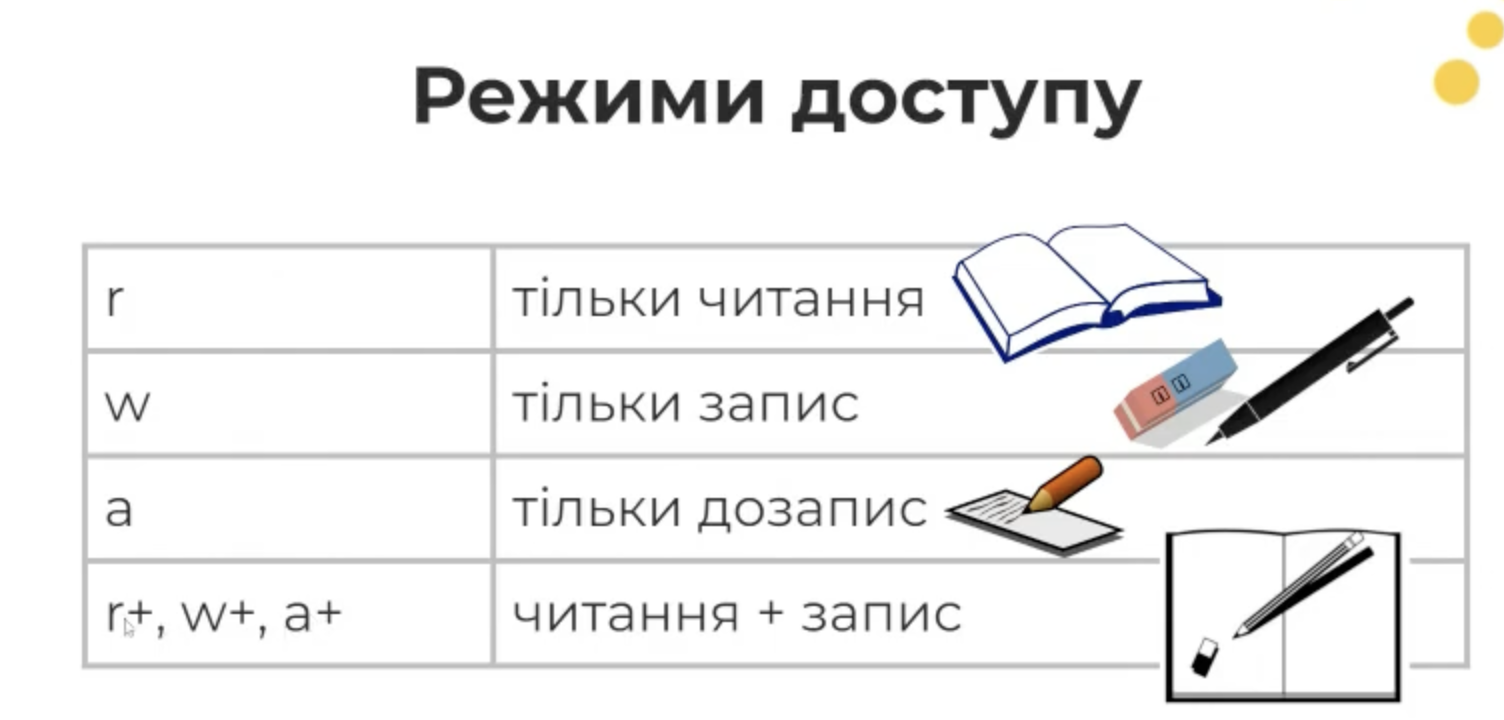 Режими доступу
r тільки читання
w тільки запис
a тільки дозапис
r+, w+, a+ читання + запис